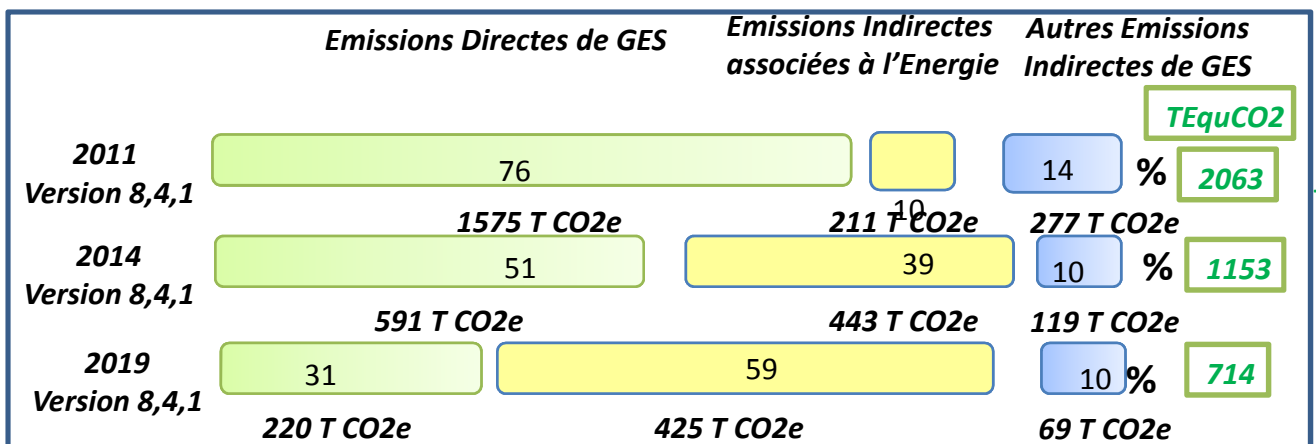 Emissions Directes de GES
Emissions Indirectes
associées à l'Energie
Autres Emissions
Indirectes de GES
TEquCO2
2011
Version 8,4,1
76
10
14
%
2063
1575 T CO2e
211 T CO2e
277 T CO2e
2014
Version 8,4,1
51
39
10
%
1153
591 T CO2e
443 T CO2e
119 T CO2e
2019
Version 8,4,1
31
59
10
%
714
220 T CO2e
425 T CO2e
69 T CO2e